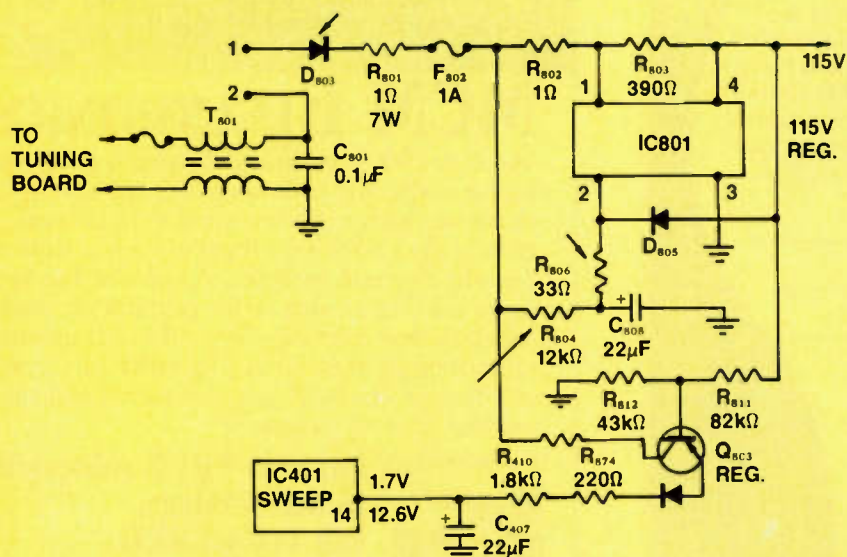 1
D803
R801
1Ω
7W
F802
1A
R802
1Ω
R803
390Ω
115V
2
T801
TO
TUNING
BOARD
C801
0.1μF
1
4
IC801
2
3
115V
REG.
D805
R806
33Ω
R804
12kΩ
+
C808
22μF
R812
43kΩ
R811
82kΩ
Q803
REG.
R410
1.8kΩ
R874
220Ω
IC401
SWEEP
14
1.7V
12.6V
+
C407
22μF